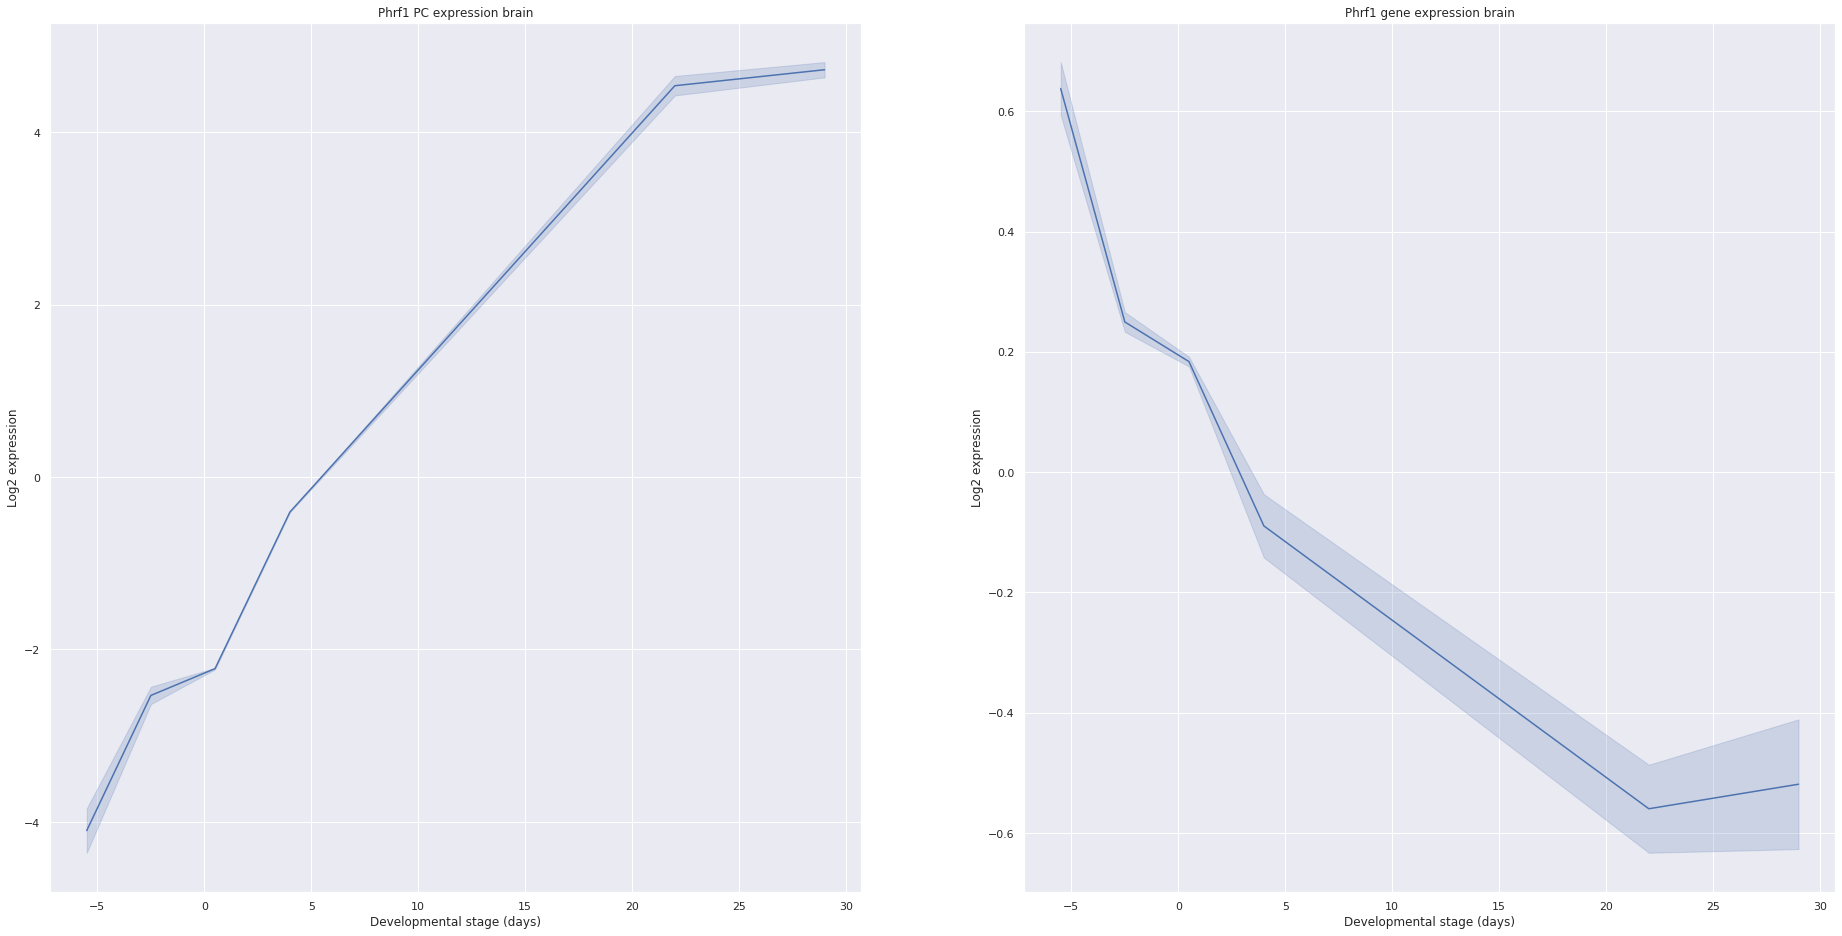 Phrf1 PC expression brain
Log2 expression
4
2
0
−2
−4
−5 0 5 10 15 20 25 30
Developmental stage (days)
Phrf1 gene expression brain
Log2 expression
0.6
0.4
0.2
0.0
−0.2
−0.4
−0.6
−5 0 5 10 15 20 25 30
Developmental stage (days)